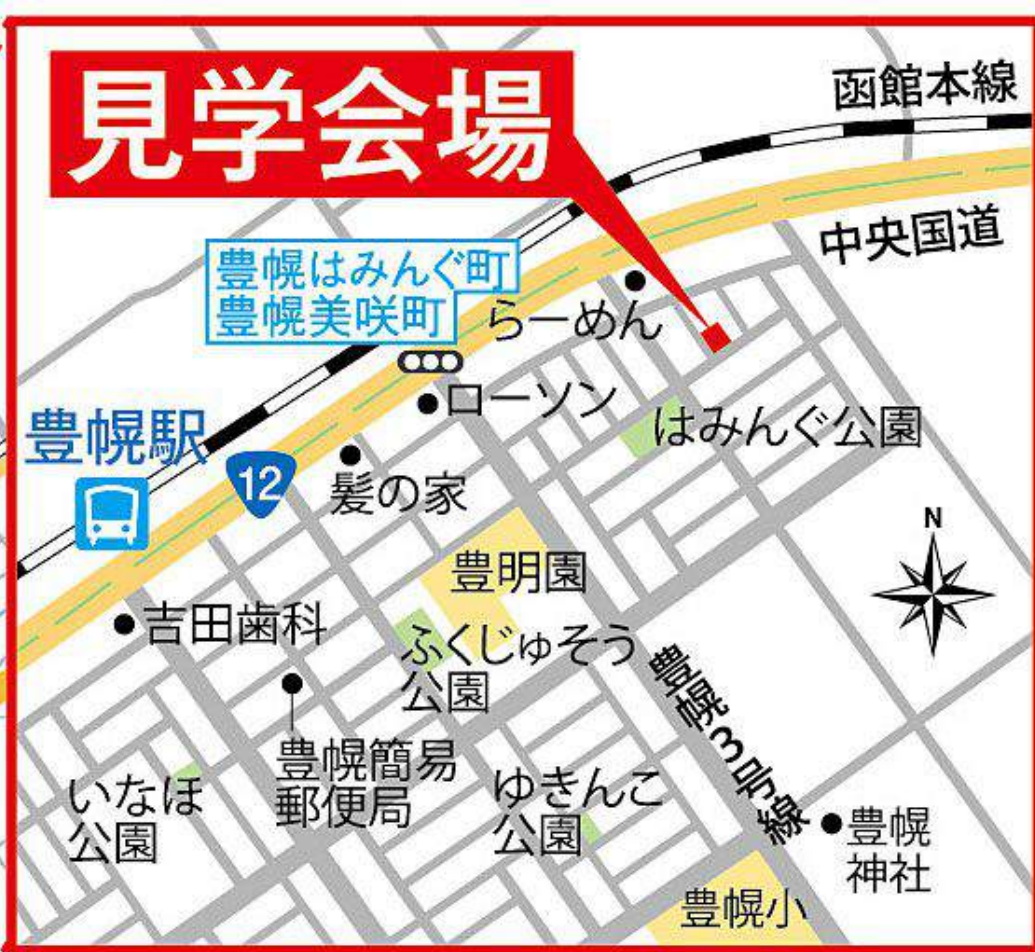 函館本線
見学会場
中央国道
豊幌はみんぐ町
豊幌美咲町
らーめん
ローソン
はみんぐ公園
豊幌駅
12
髪の家
N
豊明園
吉田歯科
ふくじゅそう
公園
豊幌3号線
豊幌簡易
郵便局
いなほ
公園
ゆきんこ
公園
豊幌
神社
豊幌小